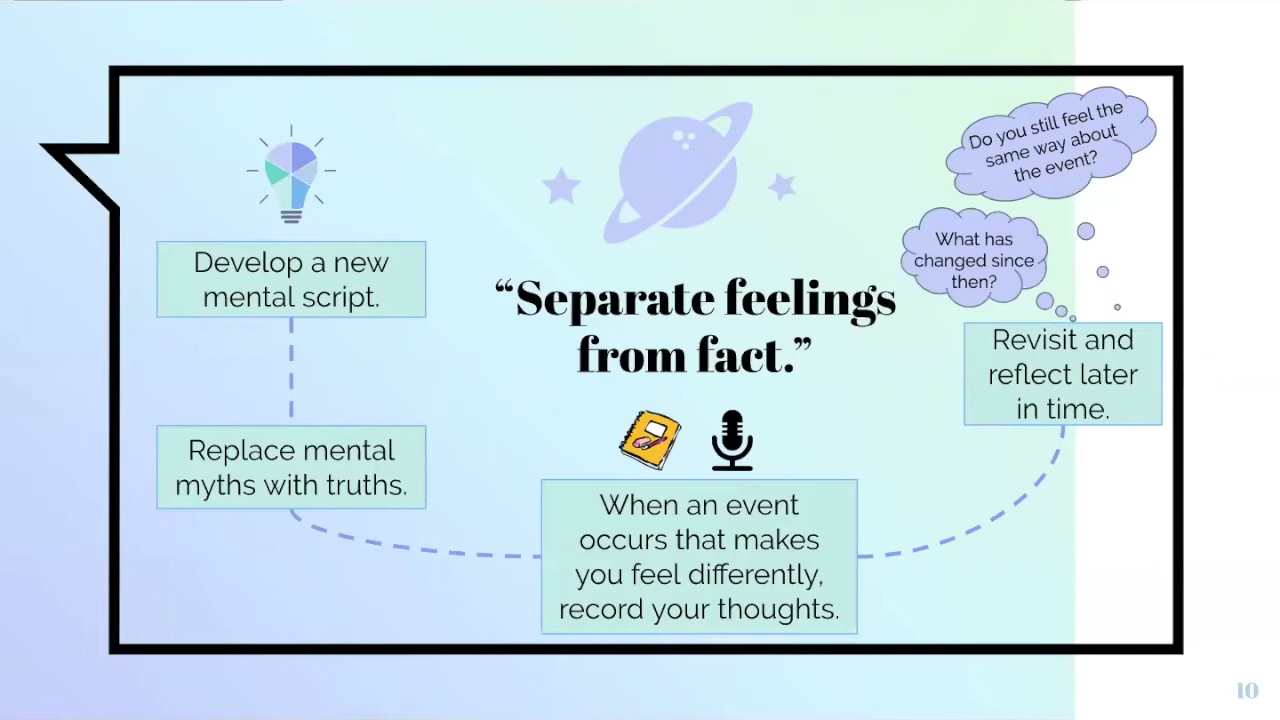 Develop a new
mental script.
Replace mental
myths with truths.
“Separate feelings
from fact.”
When an event
occurs that makes
you feel differently,
record your thoughts.
Revisit and
reflect later
in time.
What has
changed since
then?
Do you still feel the
same way about
the event?
10